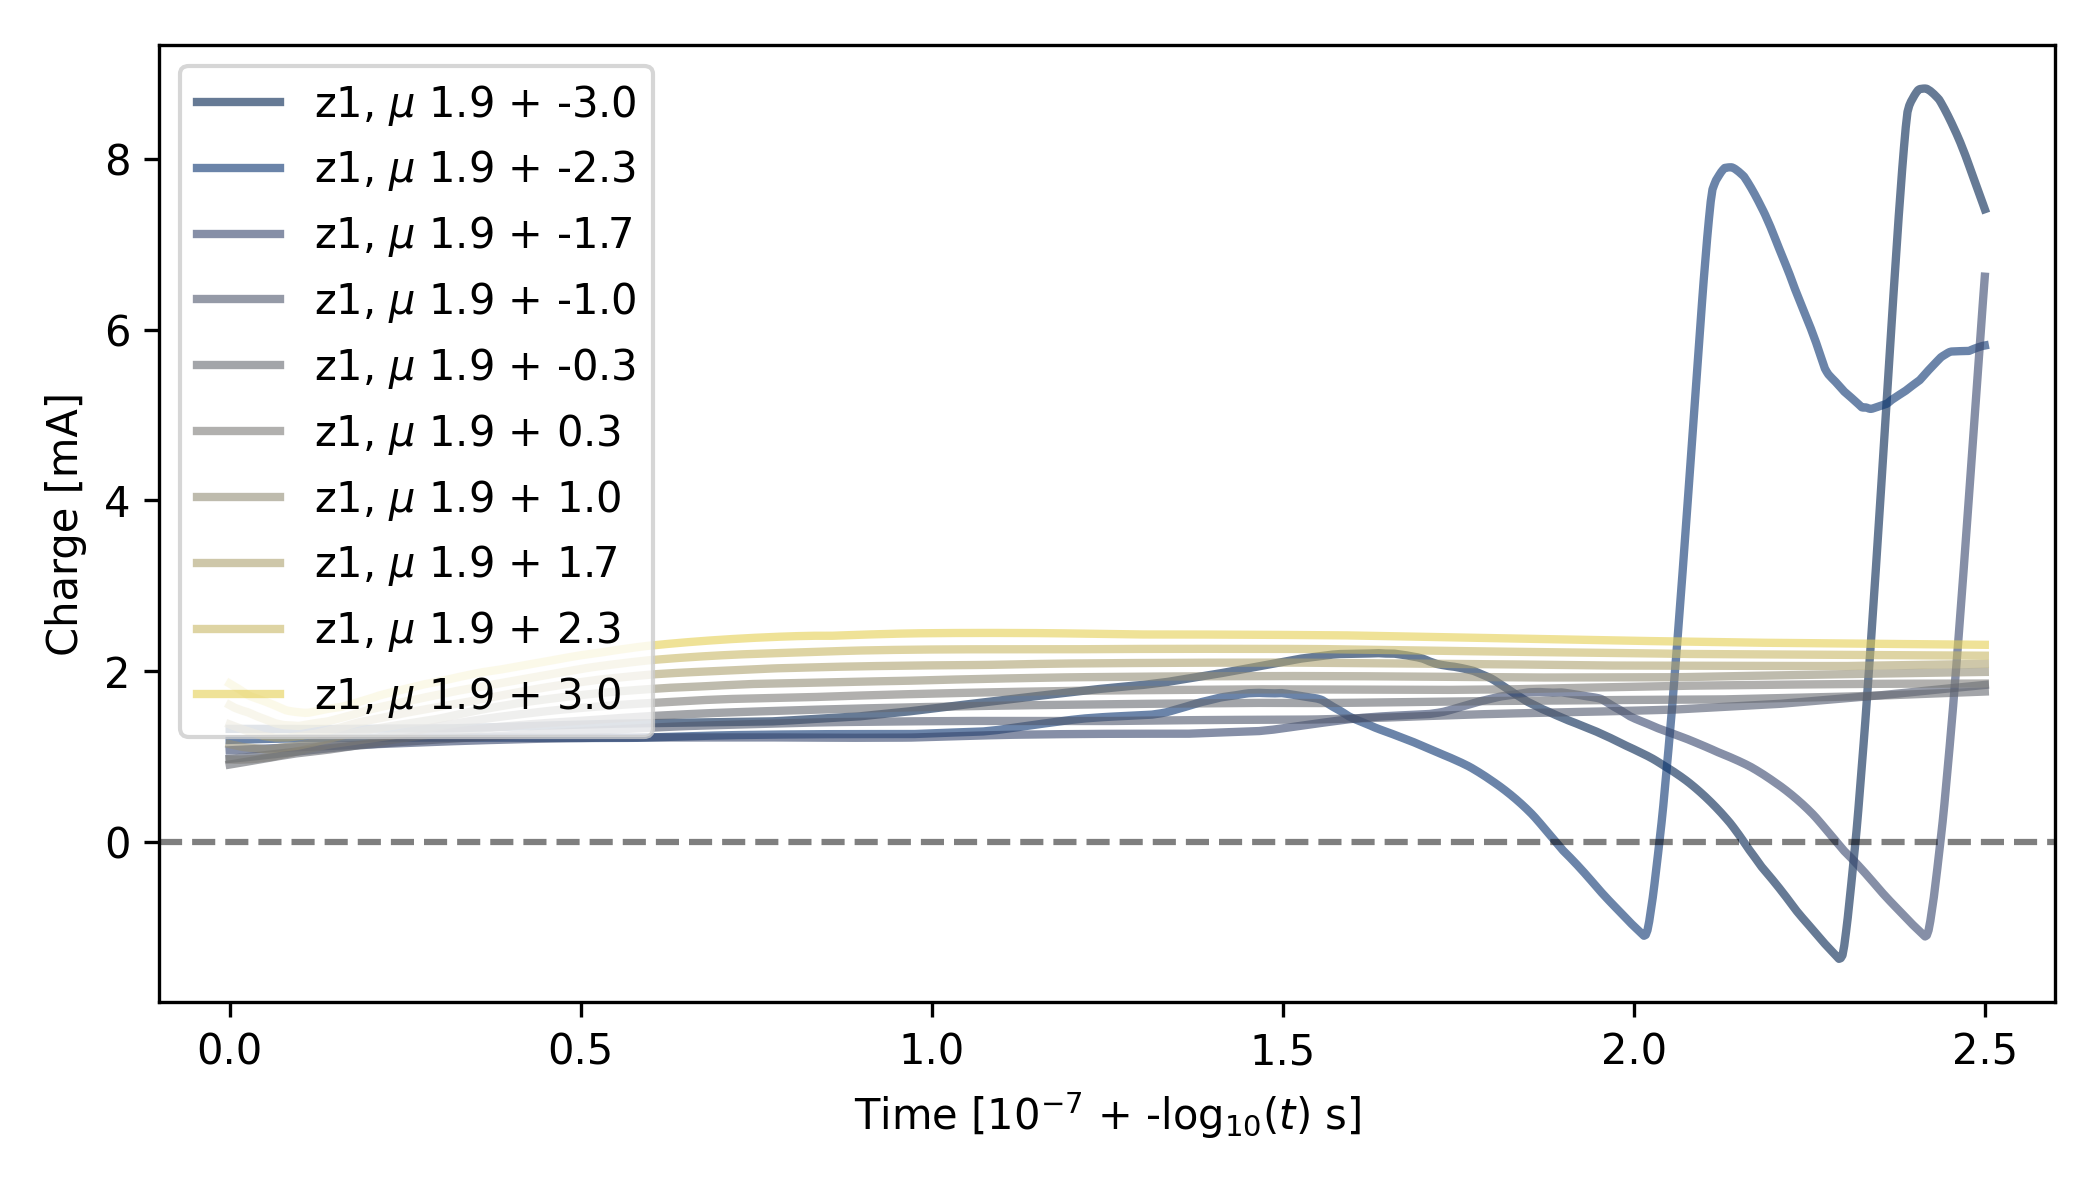 z1, μ 1.9 + -3.0
z1, μ 1.9 + -2.3
z1, μ 1.9 + -1.7
z1, μ 1.9 + -1.0
z1, μ 1.9 + -0.3
z1, μ 1.9 + 0.3
z1, μ 1.9 + 1.0
z1, μ 1.9 + 1.7
z1, μ 1.9 + 2.3
z1, μ 1.9 + 3.0
8
6
4
2
0
Charge [mA]
0.0 0.5 1.0 1.5 2.0 2.5
Time [10⁻⁷ + -log₁₀(t) s]